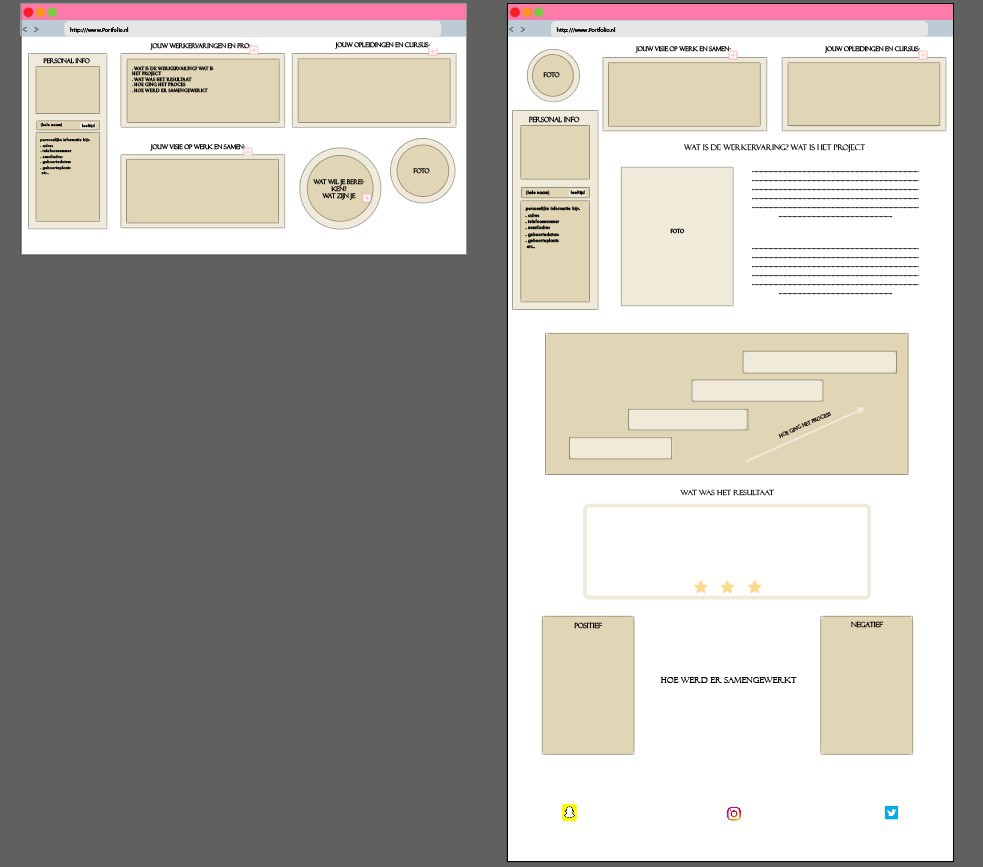 http://www.Portfolio.nl
PERSONAL INFO
(hele naam) leeftijd
persoonlijke informatie bijv.
. adres
. telefoonnummer
. emailadres
. geboortedatum
. geboorteplaats
etc..
JOUW WERKERVARINGEN EN PRO-
. WAT IS DE WERKERVARING? WAT IS
HET PROJECT
. WAT WAS HET RESULTAAT
. HOE GING HET PROCES
. HOE WERD ER SAMENGEWERKT
JOUW OPLEIDINGEN EN CURSUS-
JOUW VISIE OP WERK EN SAMEN-
WAT WIL JE BEREI-
KEN?
WAT ZIJN JE
FOTO
http://www.Portfolio.nl
FOTO
JOUW VISIE OP WERK EN SAMEN-
JOUW OPLEIDINGEN EN CURSUS-
PERSONAL INFO
(hele naam) leeftijd
persoonlijke informatie bijv.
. adres
. telefoonnummer
. emailadres
. geboortedatum
. geboorteplaats
etc..
WAT IS DE WERKERVARING? WAT IS HET PROJECT
FOTO
HOE GING HET PROCESS
WAT WAS HET RESULTAAT
POSITIEF
NEGATIEF
HOE WERD ER SAMENGEWERKT